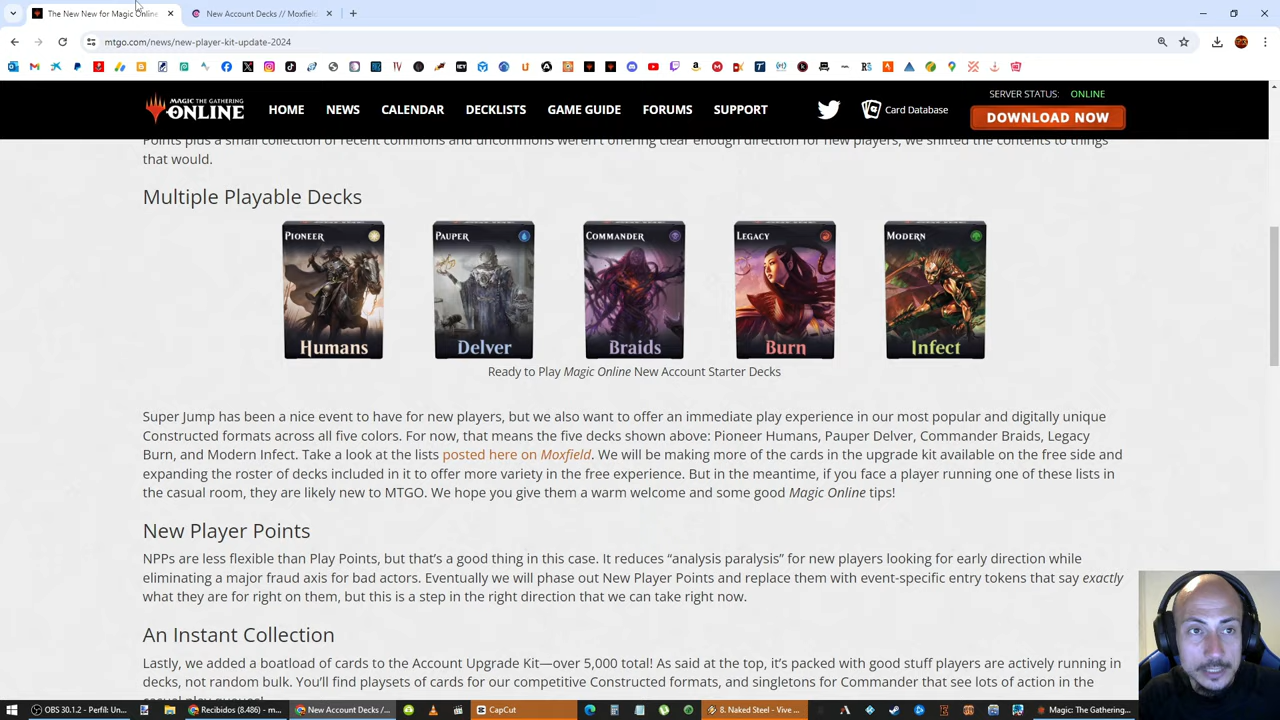 The New New for Magic Online
New Account Decks // Moxfield
mtgo.com/news/new-player-kit-update-2024
MAGIC THE GATHERING
ONLINE
HOME
NEWS
CALENDAR
DECKLISTS
GAME GUIDE
FORUMS
SUPPORT
Card Database
SERVER STATUS: ONLINE
DOWNLOAD NOW
Points plus a small collection of recent commons and uncommons weren't offering clear enough direction for new players, we shifted the contents to things
that would.
Multiple Playable Decks
PIONEER
Humans
PAUPER
Delver
COMMANDER
Braids
LEGACY
Burn
MODERN
Infect
Ready to Play Magic Online New Account Starter Decks
Super Jump has been a nice event to have for new players, but we also want to offer an immediate play experience in our most popular and digitally unique
Constructed formats across all five colors. For now, that means the five decks shown above: Pioneer Humans, Pauper Delver, Commander Braids, Legacy
Burn, and Modern Infect. Take a look at the lists posted here on Moxfield. We will be making more of the cards in the upgrade kit available on the free side and
expanding the roster of decks included in it to offer more variety in the free experience. But in the meantime, if you face a player running one of these lists in
the casual room, they are likely new to MTGO. We hope you give them a warm welcome and some good Magic Online tips!
New Player Points
NPPs are less flexible than Play Points, but that's a good thing in this case. It reduces “analysis paralysis” for new players looking for early direction while
eliminating a major fraud axis for bad actors. Eventually we will phase out New Player Points and replace them with event-specific entry tokens that say exactly
what they are for right on them, but this is a step in the right direction that we can take right now.
An Instant Collection
Lastly, we added a boatload of cards to the Account Upgrade Kit—over 5,000 total! As said at the top, it's packed with good stuff players are actively running in
decks, not random bulk. You'll find playsets of cards for our competitive Constructed formats, and singletons for Commander that see lots of action in the
casual play queues!
OBS 30.1.2 - Perfil: Un...
Recibidos (8.486) - m...
New Account Decks /...
CapCut
8. Naked Steel - Vive ...
Magic: The Gathering...